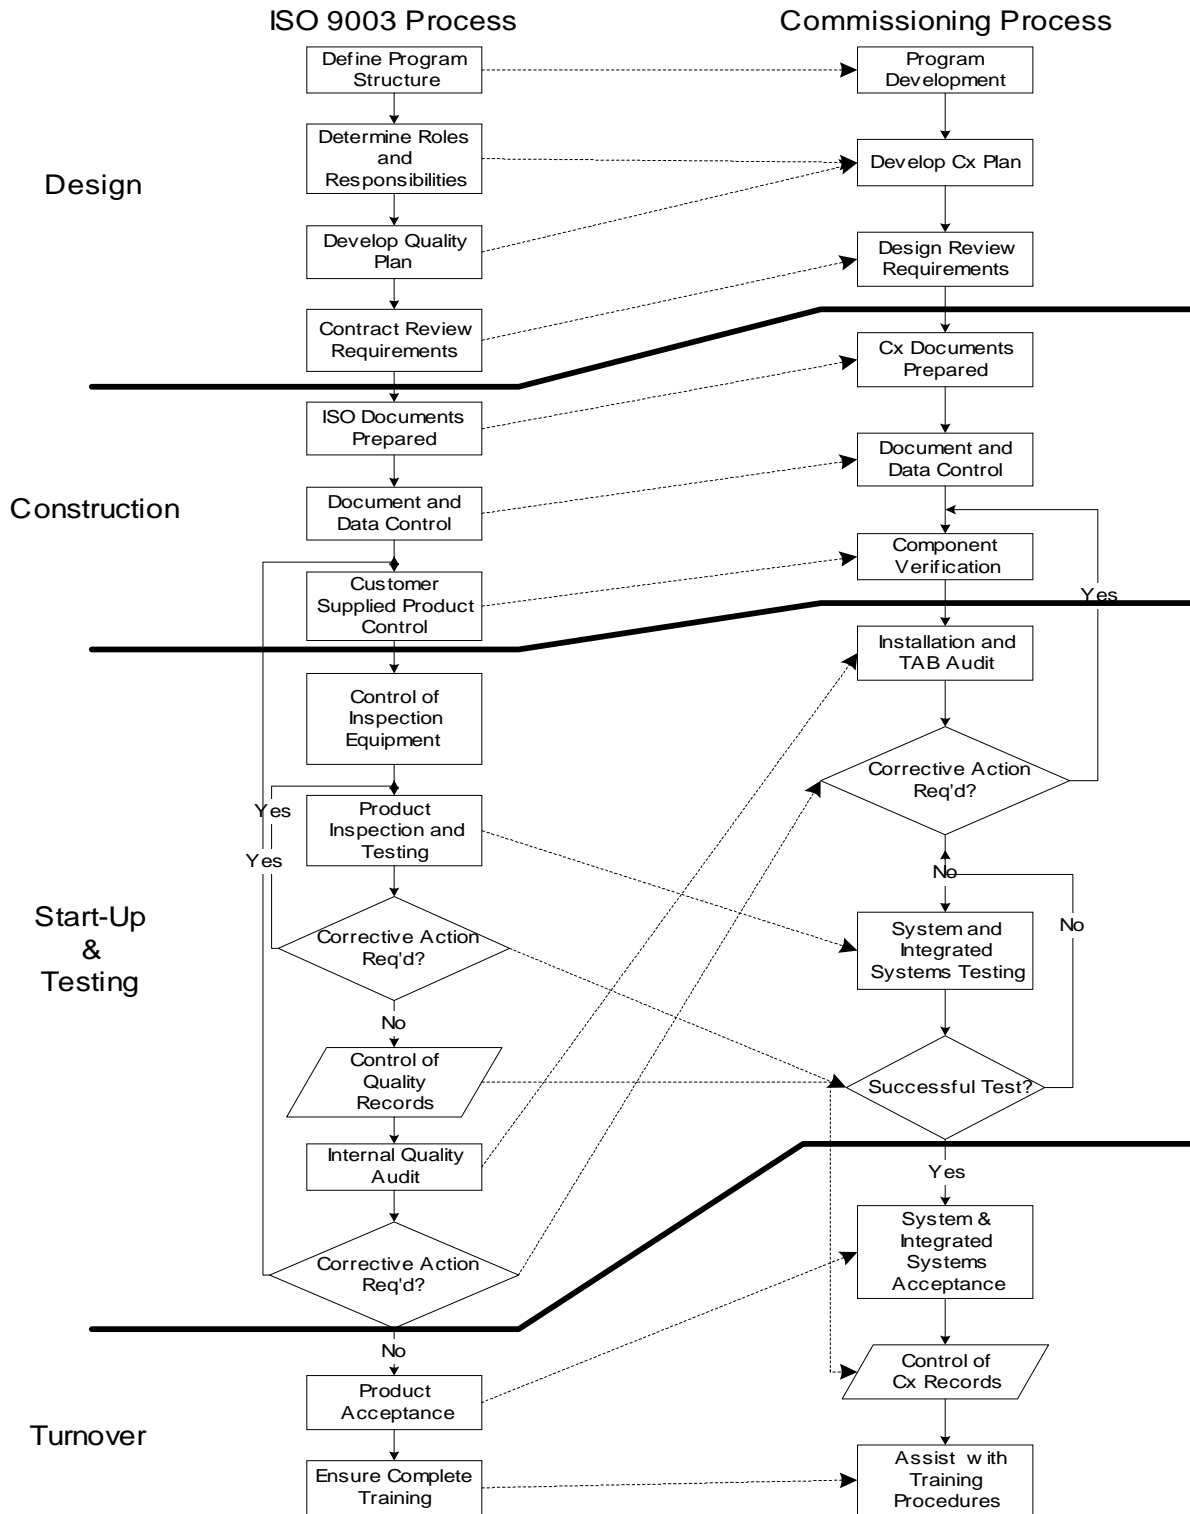 ISO 9003 Process
Commissioning Process
Define Program
Structure
Program
Development
Determine Roles
and
Responsibilities
Develop Cx Plan
Design
Develop Quality
Plan
Design Review
Requirements
Contract Review
Requirements
Cx Documents
Prepared
ISO Documents
Prepared
Document and
Data Control
Construction
Document and
Data Control
Component
Verification
Customer
Supplied Product
Control
Yes
Installation and
TAB Audit
Control of
Inspection
Equipment
Corrective Action
Req'd?
Yes
Product
Inspection and
Testing
Yes
No
Start-Up
&
Testing
Corrective Action
Req'd?
System and
Integrated
Systems Testing
No
No
Control of
Quality
Records
Successful Test?
Internal Quality
Audit
Yes
Corrective Action
Req'd?
System &
Integrated
Systems
Acceptance
No
Control of
Cx Records
Product
Acceptance
Turnover
Ensure Complete
Training
Assist with
Training
Procedures